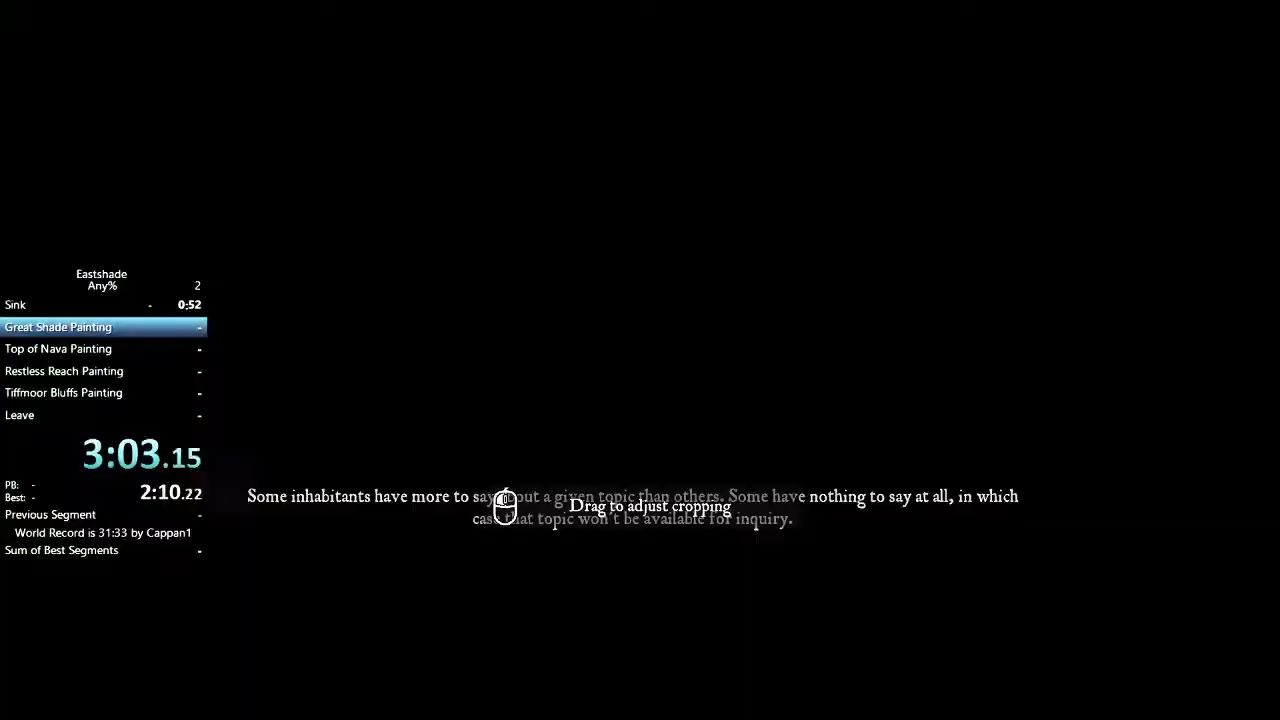 Eastshade
Any% 2
Sink - 0:52
Great Shade Painting -
Top of Nava Painting -
Restless Reach Painting -
Tiffmoor Bluffs Painting -
Leave -
3:03.15
PB: -
Best: - 2:10.22
Previous Segment -
World Record is 31:33 by Cappan1
Sum of Best Segments -
Some inhabitants have more to say about a given topic than others. Some have nothing to say at all, in which
case that topic won't be available for inquiry.
Drag to adjust cropping